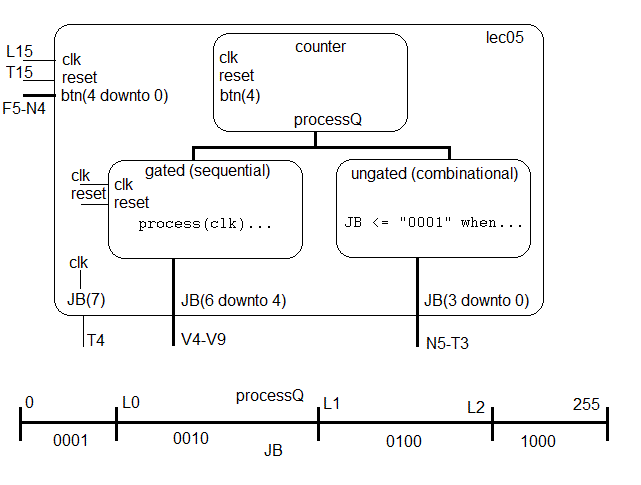 lec05
L15
clk
T15
reset
btn(4 downto 0)
F5-N4
counter
clk
reset
btn(4)
processQ
gated (sequential)
clk
clk
reset
reset
process(clk)...
ungated (combinational)
JB <= "0001" when...
clk
JB(7)
JB(6 downto 4)
JB(3 downto 0)
T4
V4-V9
N5-T3
0
L0
processQ
L1
L2
255
0001
0010
JB
0100
1000